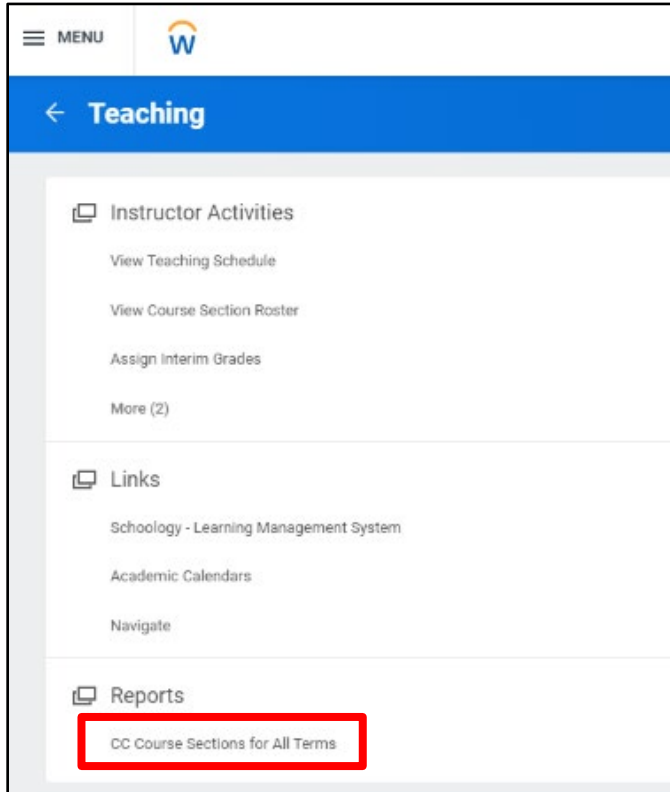 MENU
W
Teaching
Instructor Activities
View Teaching Schedule
View Course Section Roster
Assign Interim Grades
More (2)
Links
Schoology - Learning Management System
Academic Calendars
Navigate
Reports
CC Course Sections for All Terms